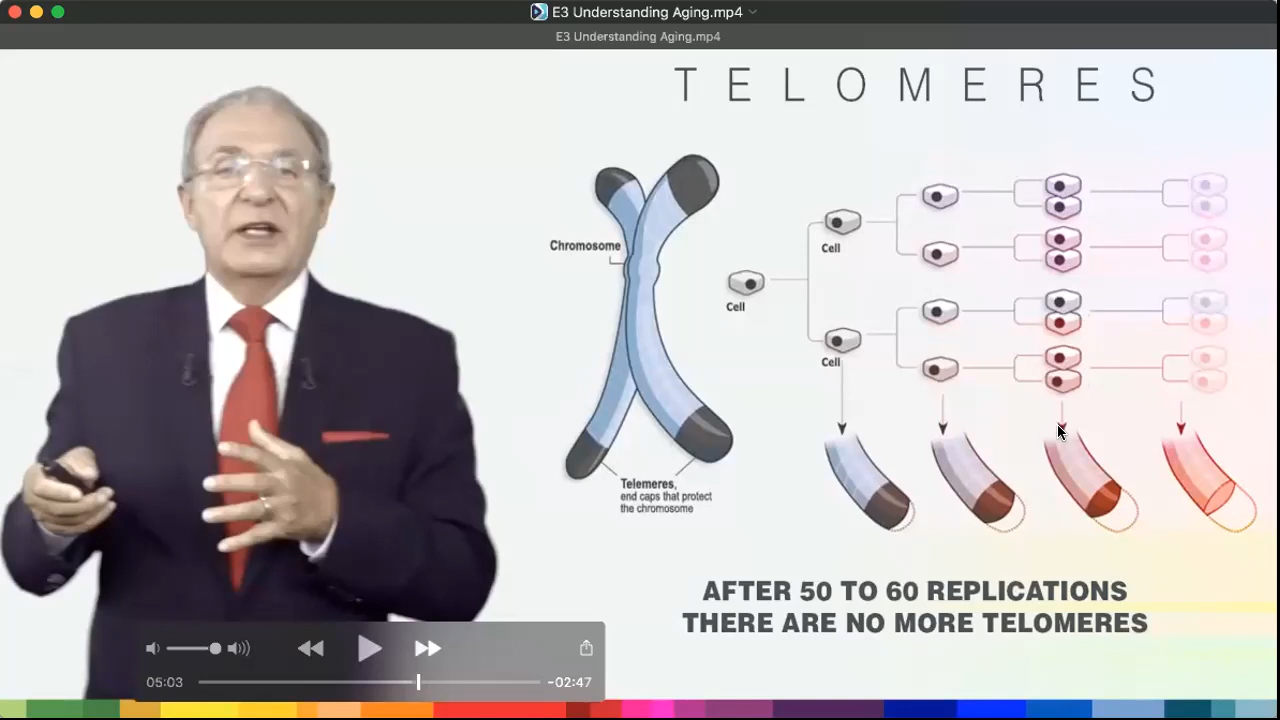 E3 Understanding Aging.mp4
E3 Understanding Aging.mp4
TELOMERES
Chromosome
Cell
Cell
Cell
Telemeres,
end caps that protect
the chromosome
AFTER 50 TO 60 REPLICATIONS
THERE ARE NO MORE TELOMERES
05:03
-02:47